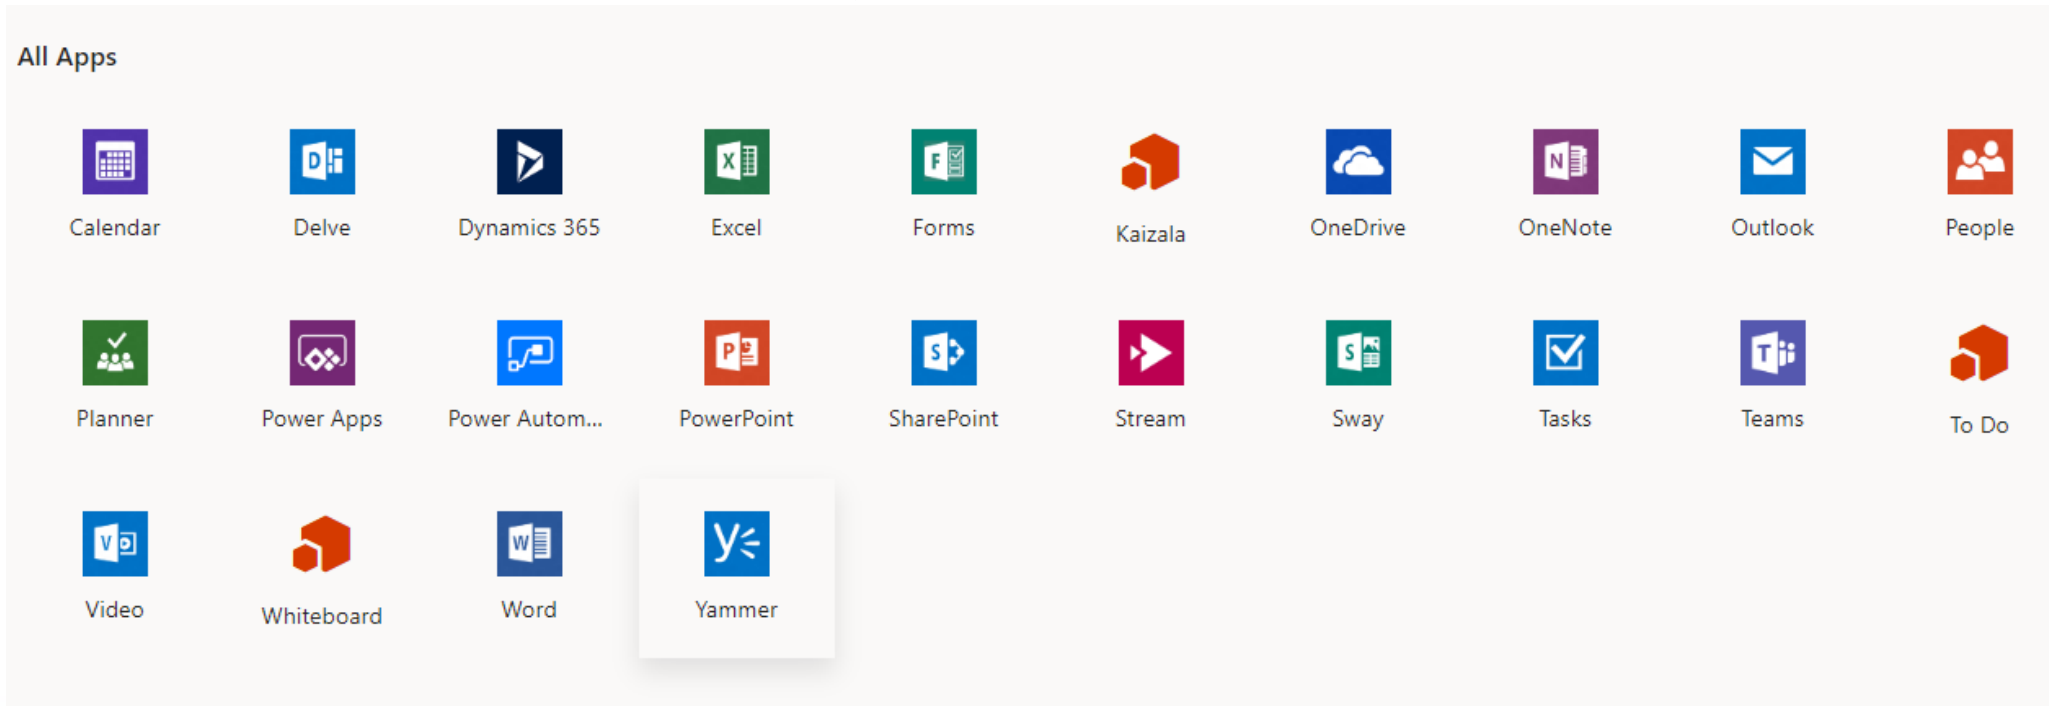 All Apps
Calendar Delve Dynamics 365 Excel Forms Kaizala OneDrive OneNote Outlook People
Planner Power Apps Power Autom... PowerPoint SharePoint Stream Sway Tasks Teams To Do
Video Whiteboard Word Yammer